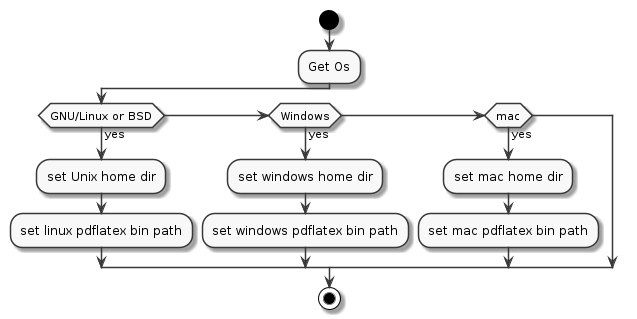 Get Os
GNU/Linux or BSD
Windows
mac
yes
yes
yes
set Unix home dir
set windows home dir
set mac home dir
set linux pdflatex bin path
set windows pdflatex bin path
set mac pdflatex bin path